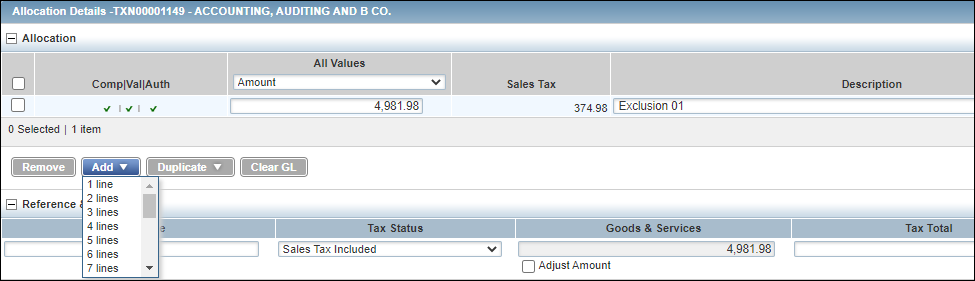 Allocation Details -TXN00001149 - ACCOUNTING, AUDITING AND B CO.
Allocation
All Values
Comp|Val|Auth Amount Sales Tax Description
4,981.98 374.98 Exclusion 01
0 Selected | 1 item
Remove Add Duplicate Clear GL
1 line
2 lines
Reference &
3 lines
4 lines Tax Status Goods & Services Tax Total
5 lines Sales Tax Included 4,981.98
6 lines
7 lines Adjust Amount